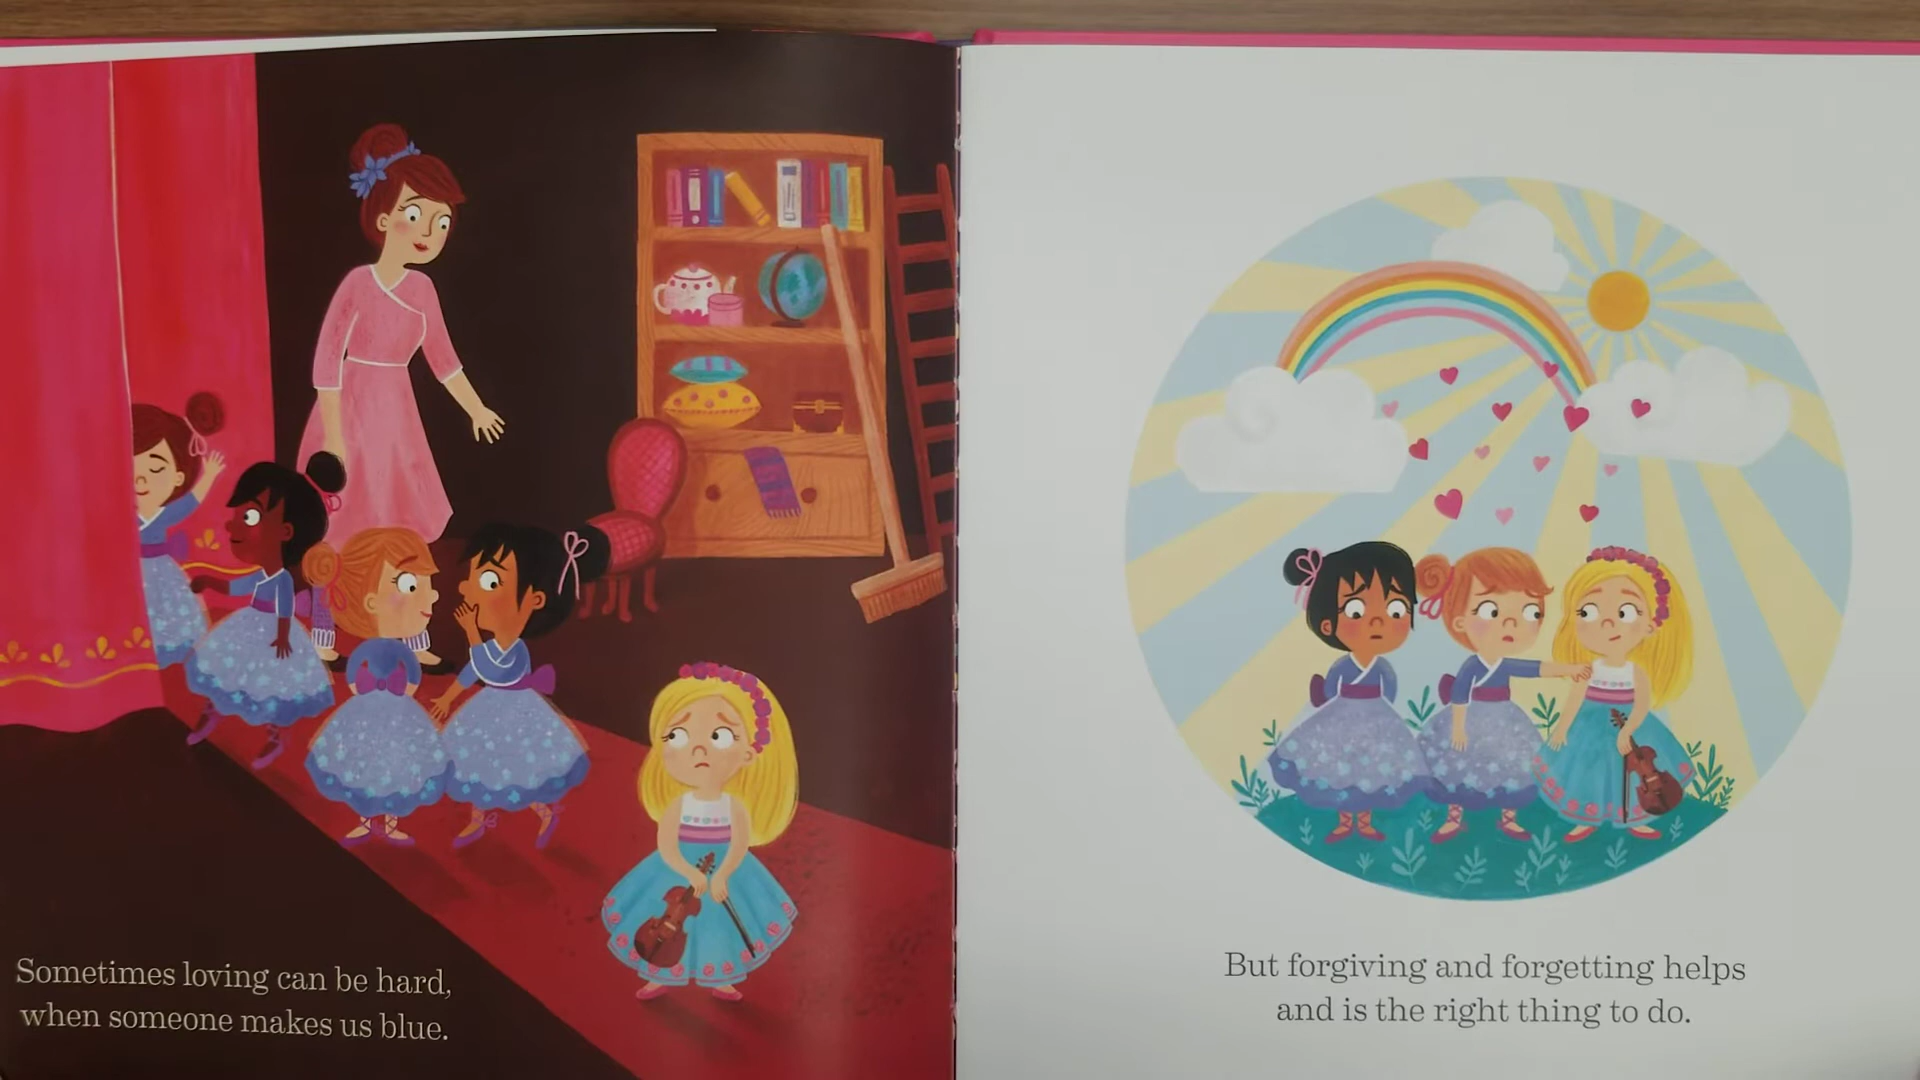 Sometimes loving can be hard,
when someone makes us blue.
But forgiving and forgetting helps
and is the right thing to do.